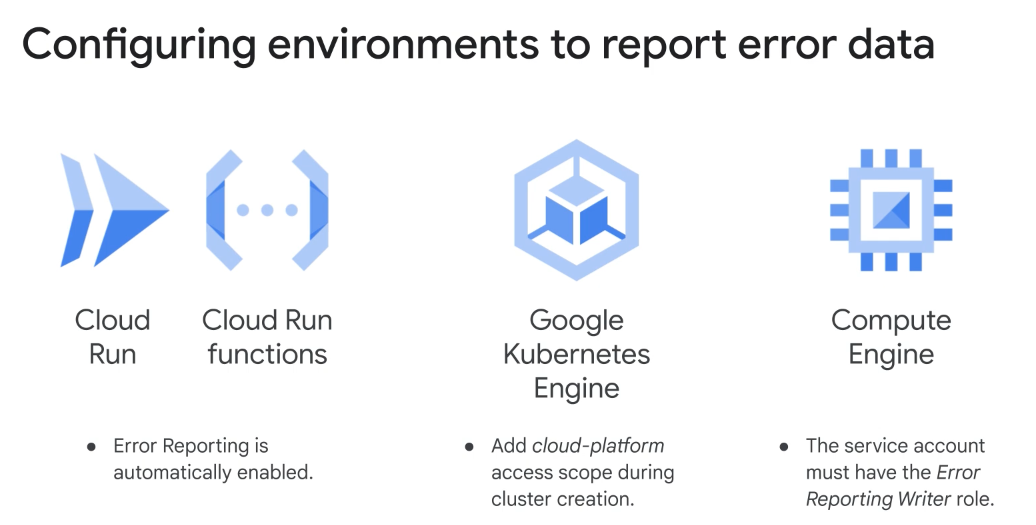 Configuring environments to report error data
Cloud
Run
Cloud Run
functions
Google
Kubernetes
Engine
Compute
Engine
● Error Reporting is
automatically enabled.
● Add cloud-platform
access scope during
cluster creation.
● The service account
must have the Error
Reporting Writer role.